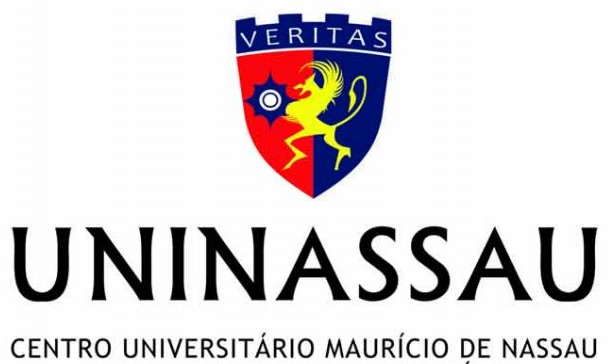 VERITAS
UNINASSAU
CENTRO UNIVERSITÁRIO MAURÍCIO DE NASSAU